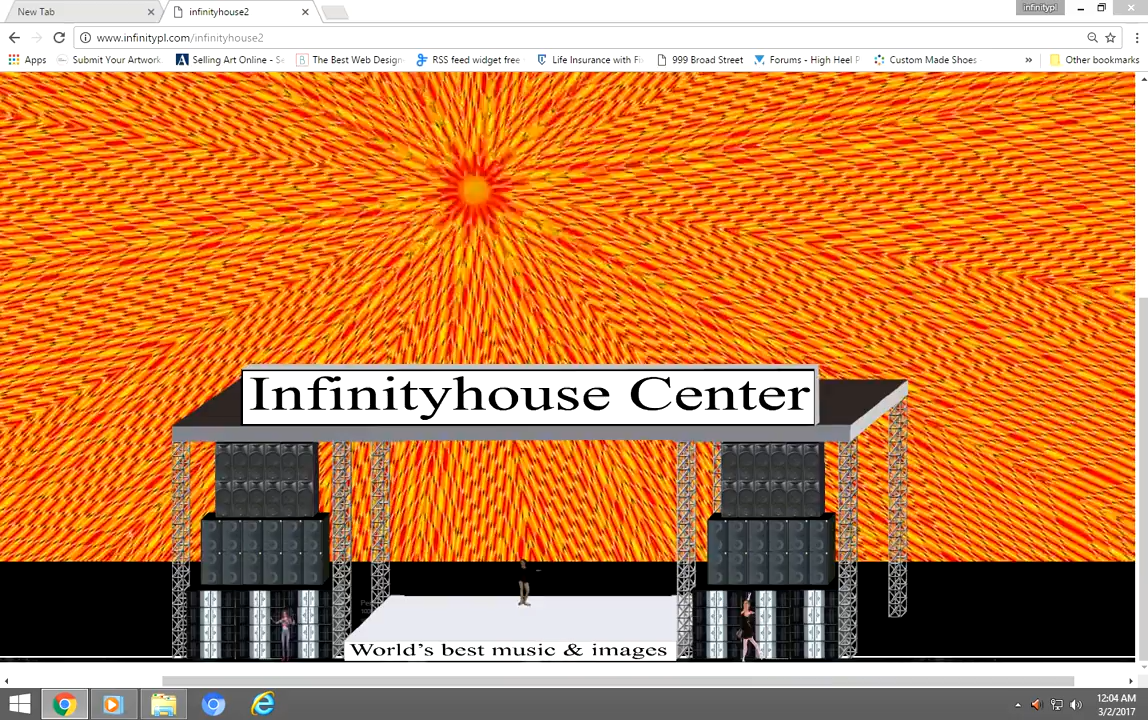 New Tab
infinityhouse2
infinitypl
www.infinitypl.com/infinityhouse2
Apps
Submit Your Artwork
Selling Art Online - Se
The Best Web Design
RSS feed widget free
Life Insurance with Fi
999 Broad Street
Forums - High Heel P
Custom Made Shoes
»
Other bookmarks
Infinityhouse Center
World's best music & images
12:04 AM
3/2/2017